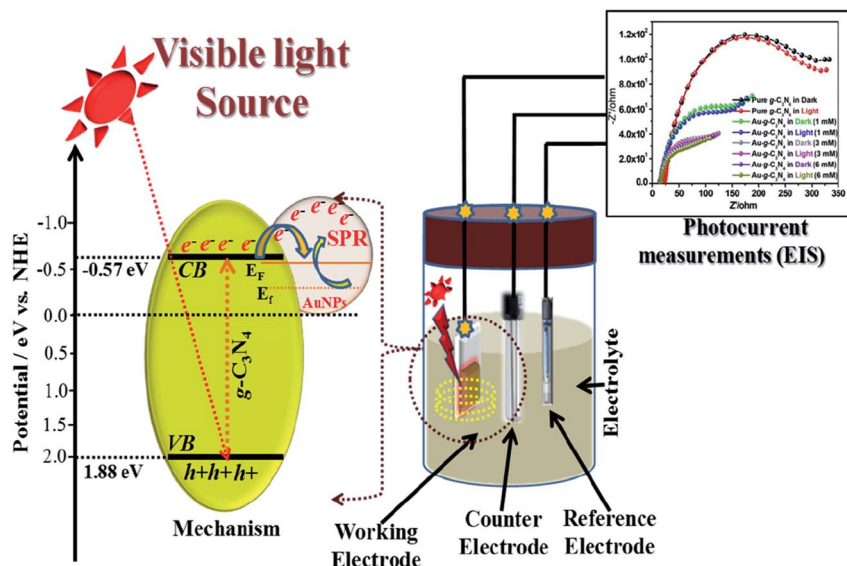 Visible light
Source
Potential / eV vs. NHE
-1.0
-0.5
0.0
0.5
1.0
1.5
2.0
-0.57 eV
1.88 eV
e- e- e- e-
CB
e-
e-
e- e- e-
e-
SPR
E_F
E_f
AuNPs
g-C3N4
VB
h+h+h+
Mechanism
-Z''/ohm
1.2x10²
1.0x10²
8.0x10¹
6.0x10¹
4.0x10¹
2.0x10¹
0.0
0 50 100 150 200 250 300 350
Z'/ohm
Pure g-C3N4 in Dark
Pure g-C3N4 in Light
Au-g-C3N4 in Dark (1 mM)
Au-g-C3N4 in Light (1 mM)
Au-g-C3N4 in Dark (3 mM)
Au-g-C3N4 in Light (3 mM)
Au-g-C3N4 in Dark (6 mM)
Au-g-C3N4 in Light (6 mM)
Photocurrent
measurements (EIS)
Electrolyte
Working
Electrode
Counter
Electrode
Reference
Electrode